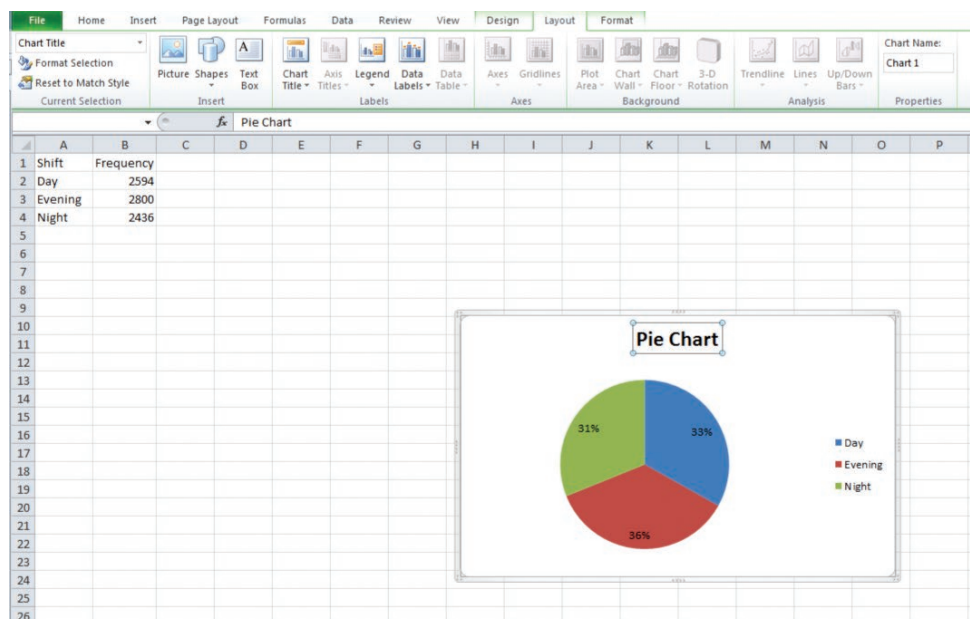 File Home Insert Page Layout Formulas Data Review View Design Layout Format
Chart Title
Format Selection
Reset to Match Style
Current Selection
Picture Shapes Text Box
Insert
Chart Title Axis Titles Legend Data Labels Data Table
Labels
Axes Gridlines
Axes
Plot Area Chart Wall Chart Floor 3-D Rotation
Background
Trendline Lines Up/Down Bars
Analysis
Chart Name:
Chart 1
Properties
fx Pie Chart
A B C D E F G H I J K L M N O P
1 Shift Frequency
2 Day 2594
3 Evening 2800
4 Night 2436
5
6
7
8
9
10
11
12
13
14
15
16
17
18
19
20
21
22
23
24
25
26
Pie Chart
31% 33%
36%
Day
Evening
Night